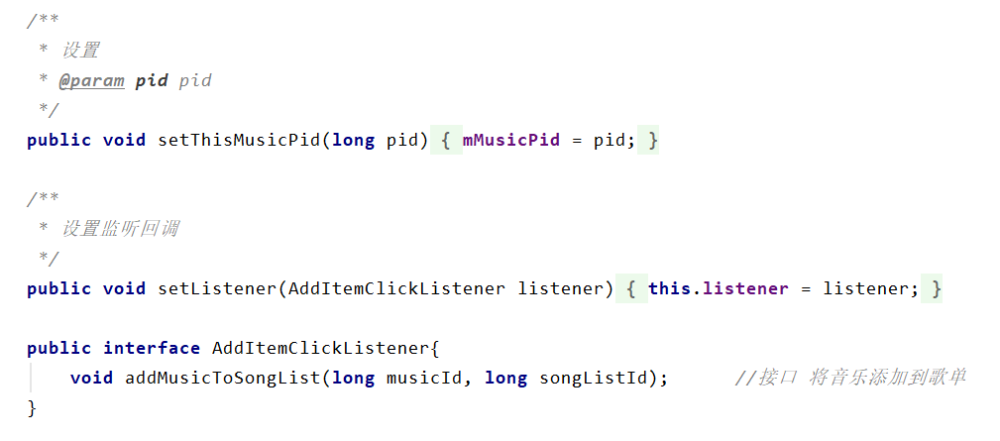 /**
 * 设置
 * @param pid pid
 */
public void setThisMusicPid(long pid) { mMusicPid = pid; }

/**
 * 设置监听回调
 */
public void setListener(AddItemClickListener listener) { this.listener = listener; }

public interface AddItemClickListener{
    void addMusicToSongList(long musicId, long songListId);      //接口 将音乐添加到歌单
}